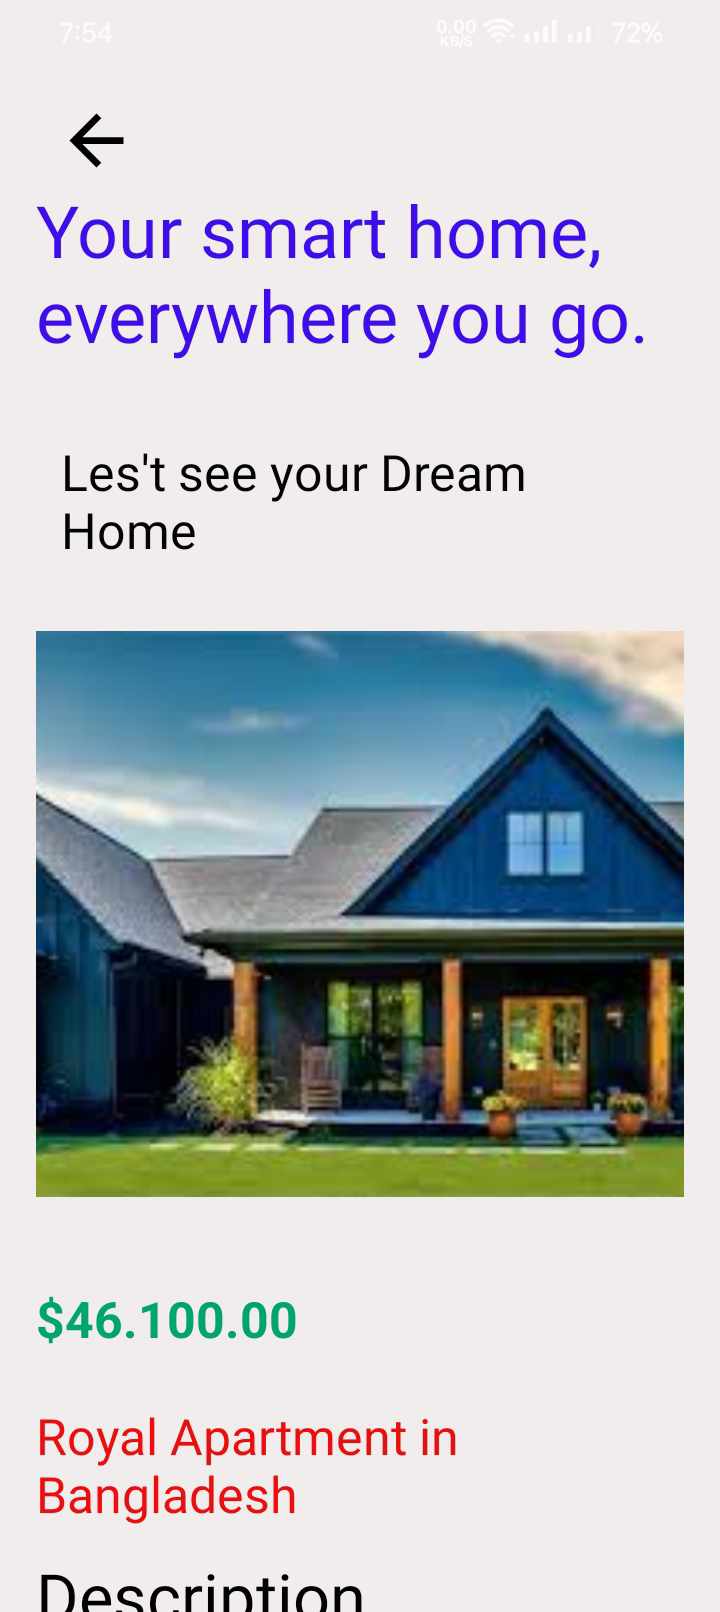 7:54
0.00
KB/S
72%
Your smart home,
everywhere you go.
Les't see your Dream
Home
$46.100.00
Royal Apartment in
Bangladesh
Description